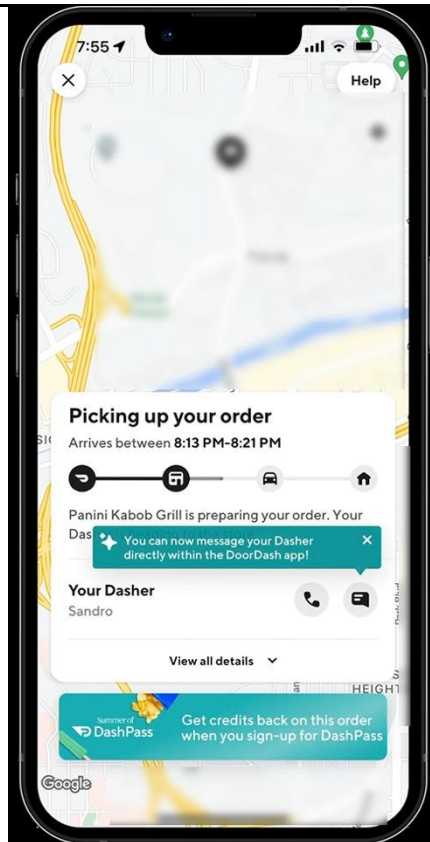 7:55
Help
Picking up your order
Arrives between 8:13 PM-8:21 PM
Panini Kabob Grill is preparing your order. Your
You can now message your Dasher
directly within the DoorDash app!
Your Dasher
Sandro
View all details
HEIGHT
Summer of
DashPass
Get credits back on this order
when you sign-up for DashPass
Google